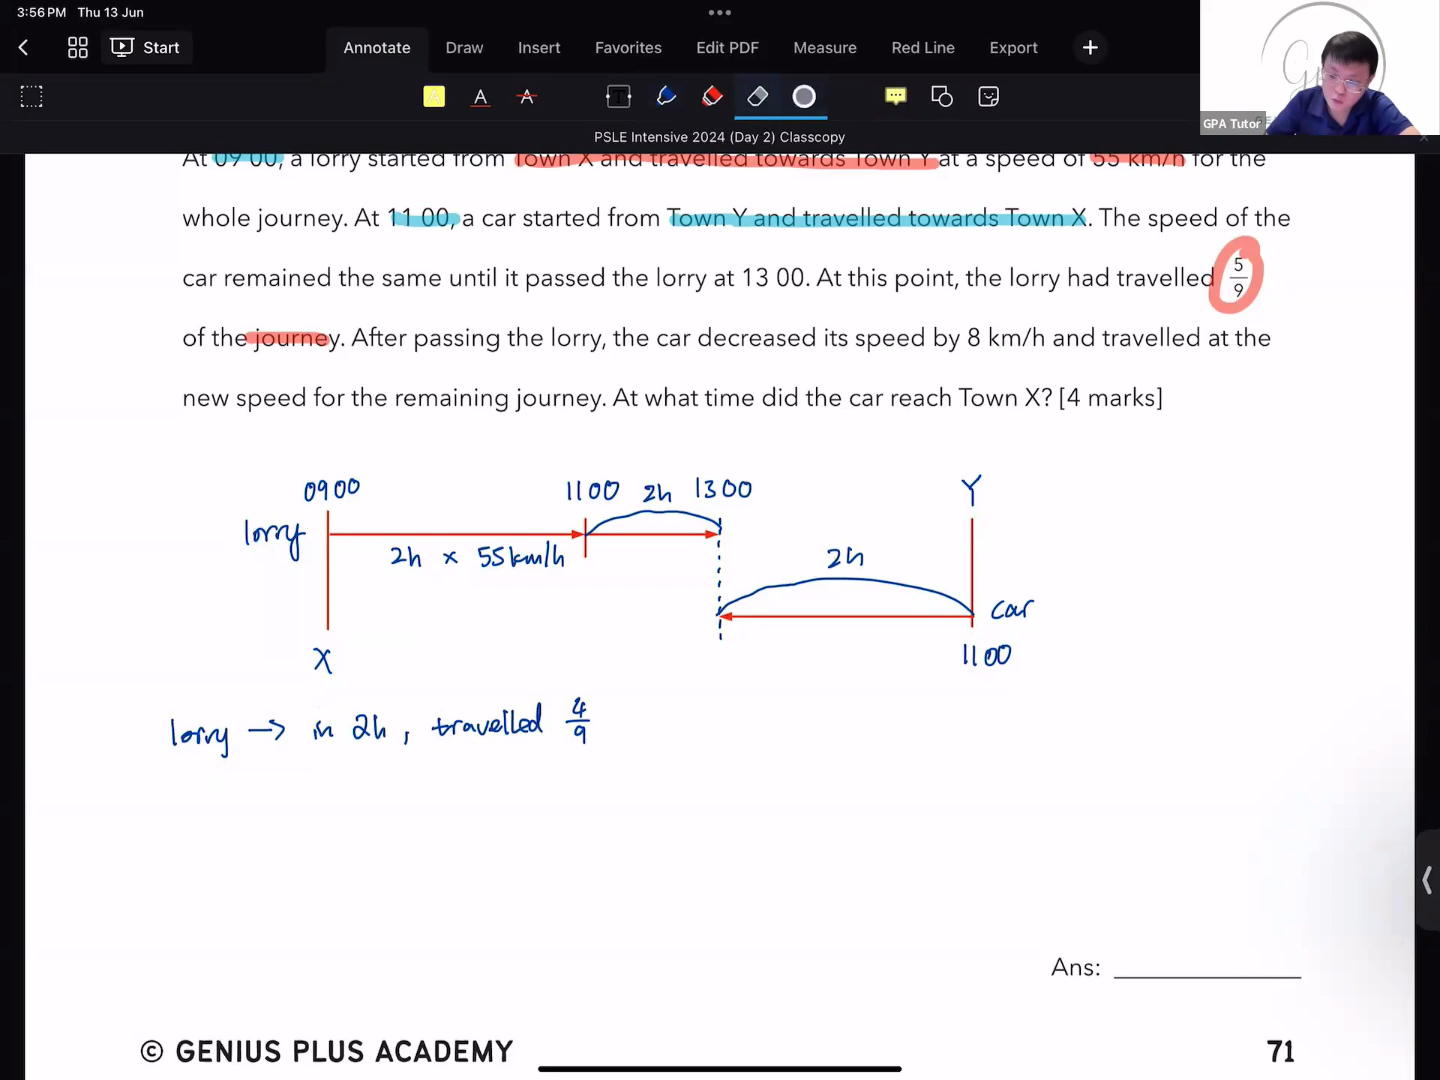 3:56 PM Thu 13 Jun
Start
Annotate Draw Insert Favorites Edit PDF Measure Red Line Export
GPA Tutor
PSLE Intensive 2024 (Day 2) Classcopy
At 09 00, a lorry started from Town X and travelled towards Town Y at a speed of 55 km/h for the
whole journey. At 11 00, a car started from Town Y and travelled towards Town X. The speed of the
car remained the same until it passed the lorry at 13 00. At this point, the lorry had travelled 5/9
of the journey. After passing the lorry, the car decreased its speed by 8 km/h and travelled at the
new speed for the remaining journey. At what time did the car reach Town X? [4 marks]
0900 1100 2h 1300 Y
lorry
2h x 55km/h
2h
car
X
1100
lorry → in 2h, travelled 4/9
Ans:
© GENIUS PLUS ACADEMY
71